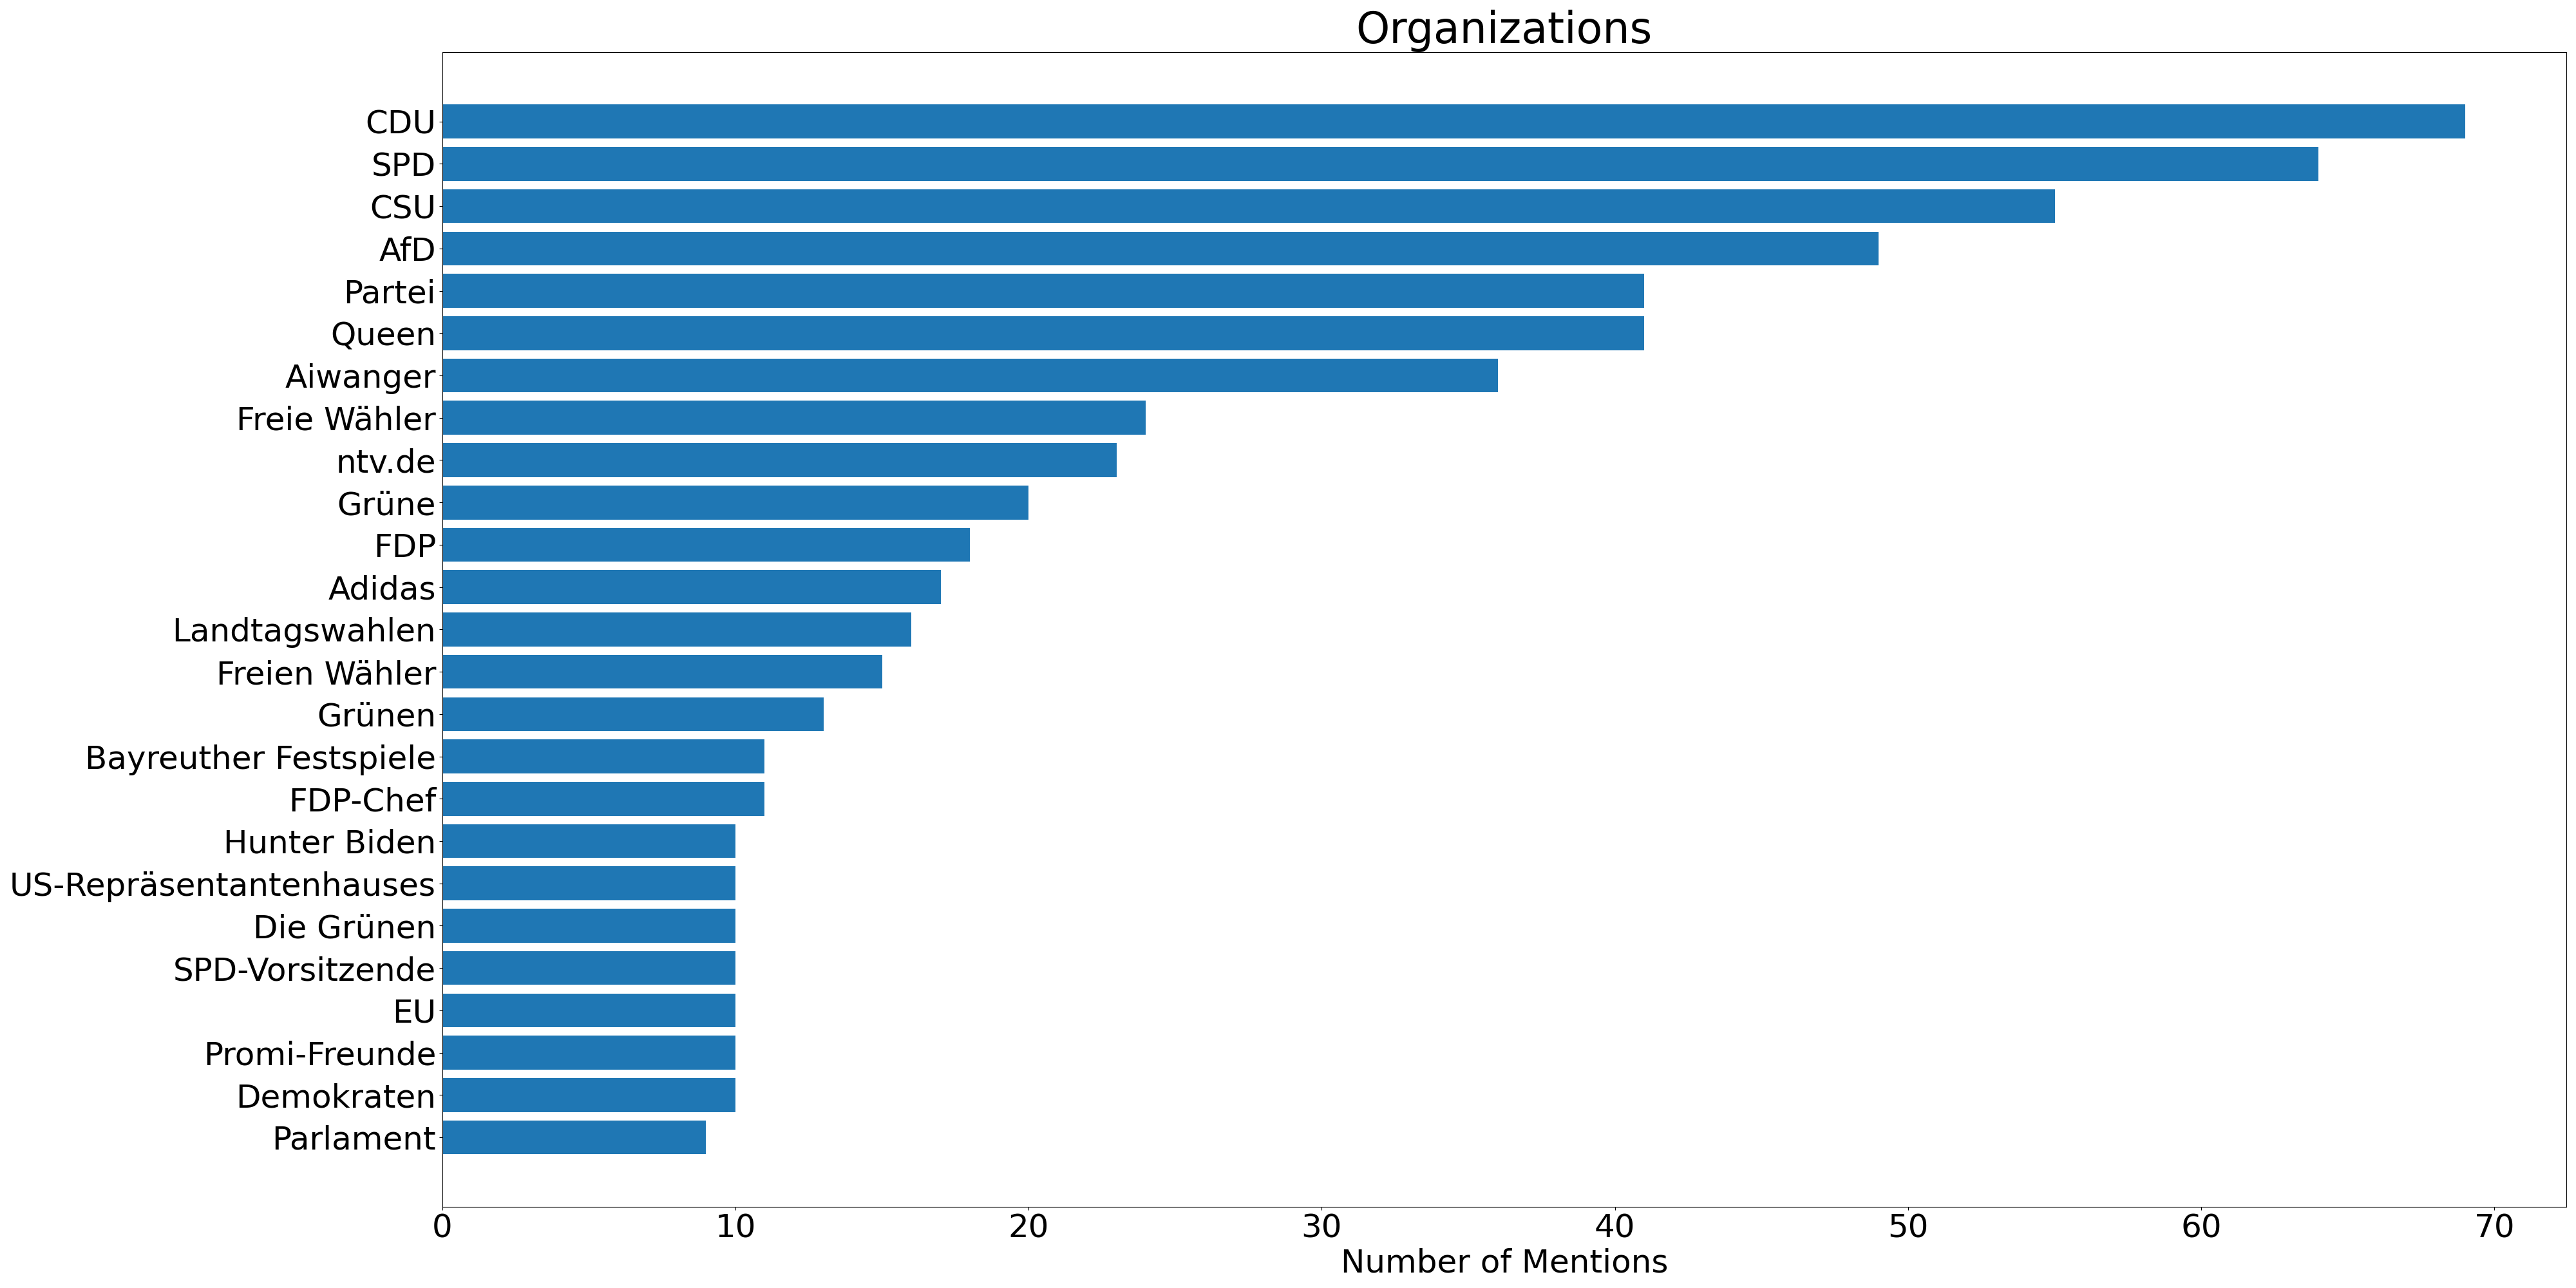 Organizations
CDU
SPD
CSU
AfD
Partei
Queen
Aiwanger
Freie Wähler
ntv.de
Grüne
FDP
Adidas
Landtagswahlen
Freien Wähler
Grünen
Bayreuther Festspiele
FDP-Chef
Hunter Biden
US-Repräsentantenhauses
Die Grünen
SPD-Vorsitzende
EU
Promi-Freunde
Demokraten
Parlament
0 10 20 30 40 50 60 70
Number of Mentions